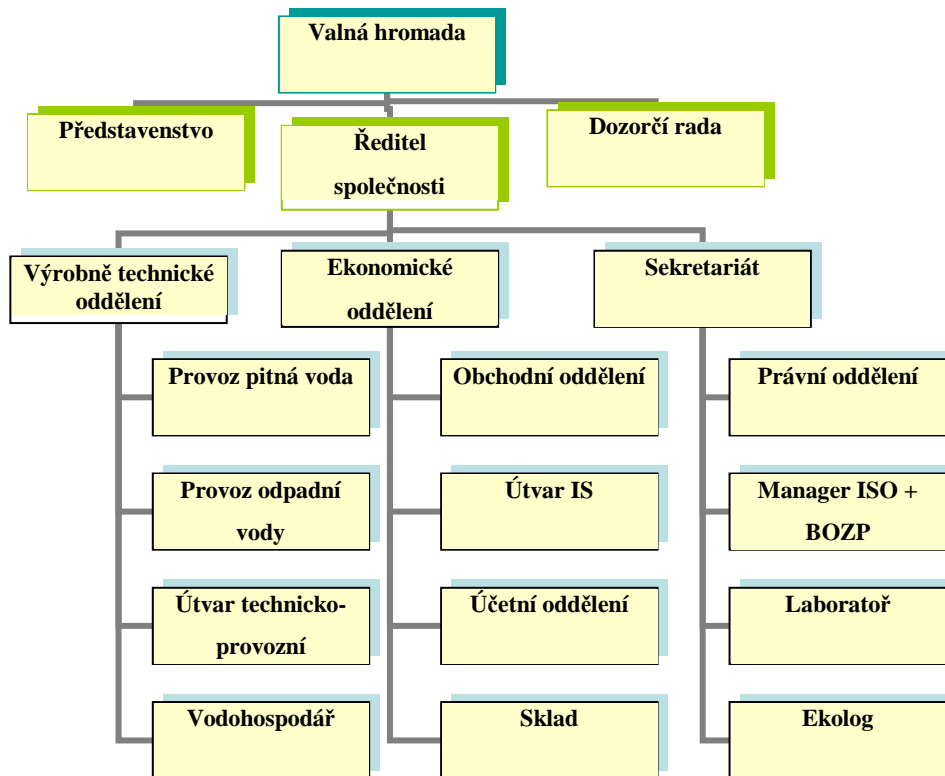 Valná hromada
Představenstvo
Ředitel
společnosti
Dozorčí rada
Výrobně technické
oddělení
Ekonomické
oddělení
Sekretariát
Provoz pitná voda
Obchodní oddělení
Právní oddělení
Provoz odpadní
vody
Útvar IS
Manager ISO +
BOZP
Útvar technicko-
provozní
Účetní oddělení
Laboratoř
Vodohospodář
Sklad
Ekolog